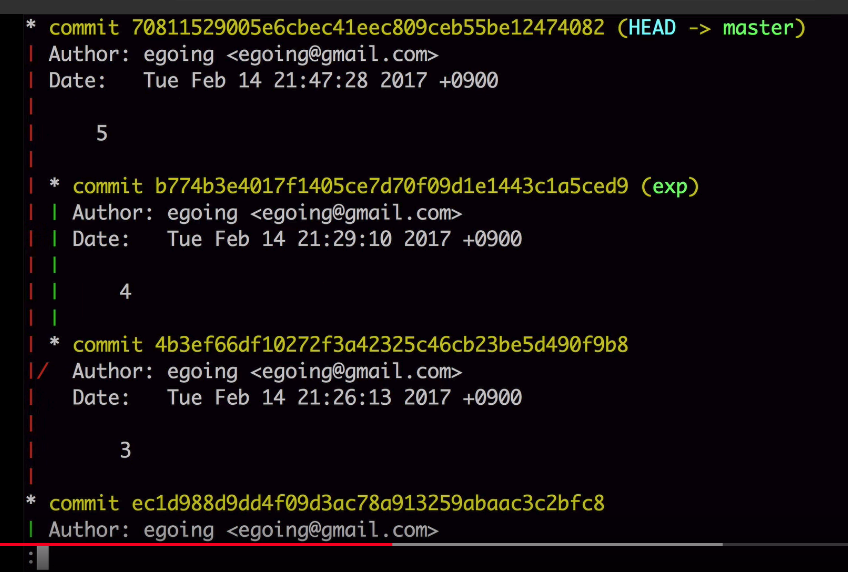 * commit 70811529005e6cbec41eec809ceb55be12474082 (HEAD -> master)
| Author: egoing <egoing@gmail.com>
| Date:   Tue Feb 14 21:47:28 2017 +0900
|
|     5
|
| * commit b774b3e4017f1405ce7d70f09d1e1443c1a5ced9 (exp)
| | Author: egoing <egoing@gmail.com>
| | Date:   Tue Feb 14 21:29:10 2017 +0900
| |
| |     4
| |
| * commit 4b3ef66df10272f3a42325c46cb23be5d490f9b8
|/  Author: egoing <egoing@gmail.com>
|   Date:   Tue Feb 14 21:26:13 2017 +0900
|
|       3
|
* commit ec1d988d9dd4f09d3ac78a913259abaac3c2bfc8
| Author: egoing <egoing@gmail.com>
: